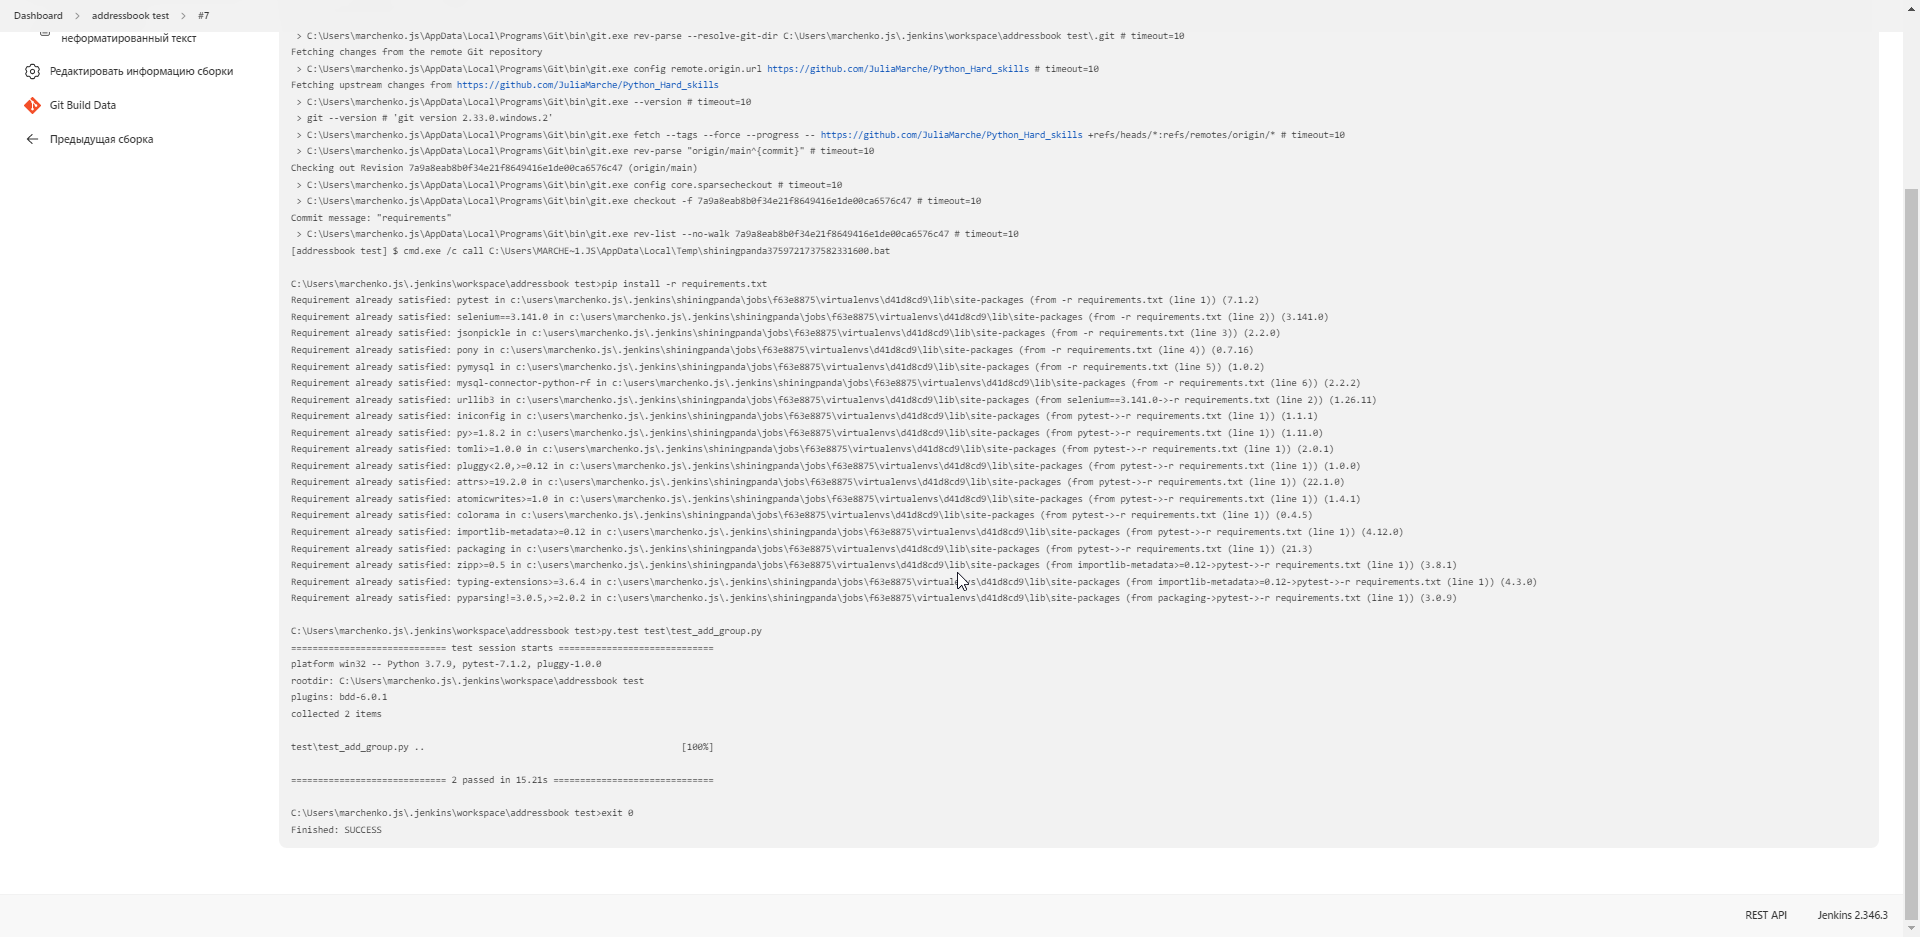 Dashboard > addressbook test > #7
неформатированный текст
Редактировать информацию сборки
Git Build Data
Предыдущая сборка
> C:\Users\marchenko.js\AppData\Local\Programs\Git\bin\git.exe rev-parse --resolve-git-dir C:\Users\marchenko.js\.jenkins\workspace\addressbook test\.git # timeout=10
Fetching changes from the remote Git repository
> C:\Users\marchenko.js\AppData\Local\Programs\Git\bin\git.exe config remote.origin.url https://github.com/JuliaMarche/Python_Hard_skills # timeout=10
Fetching upstream changes from https://github.com/JuliaMarche/Python_Hard_skills
> C:\Users\marchenko.js\AppData\Local\Programs\Git\bin\git.exe --version # timeout=10
> git --version # 'git version 2.33.0.windows.2'
> C:\Users\marchenko.js\AppData\Local\Programs\Git\bin\git.exe fetch --tags --force --progress -- https://github.com/JuliaMarche/Python_Hard_skills +refs/heads/*:refs/remotes/origin/* # timeout=10
> C:\Users\marchenko.js\AppData\Local\Programs\Git\bin\git.exe rev-parse "origin/main^{commit}" # timeout=10
Checking out Revision 7a9a8eab8b0f34e21f8649416e1de00ca6576c47 (origin/main)
> C:\Users\marchenko.js\AppData\Local\Programs\Git\bin\git.exe config core.sparsecheckout # timeout=10
> C:\Users\marchenko.js\AppData\Local\Programs\Git\bin\git.exe checkout -f 7a9a8eab8b0f34e21f8649416e1de00ca6576c47 # timeout=10
Commit message: "requirements"
> C:\Users\marchenko.js\AppData\Local\Programs\Git\bin\git.exe rev-list --no-walk 7a9a8eab8b0f34e21f8649416e1de00ca6576c47 # timeout=10
[addressbook test] $ cmd.exe /c call C:\Users\MARCHE~1.JS\AppData\Local\Temp\shiningpanda3759721737582331600.bat
C:\Users\marchenko.js\.jenkins\workspace\addressbook test>pip install -r requirements.txt
Requirement already satisfied: pytest in c:\users\marchenko.js\.jenkins\shiningpanda\jobs\f63e8875\virtualenvs\d41d8cd9\lib\site-packages (from -r requirements.txt (line 1)) (7.1.2)
Requirement already satisfied: selenium==3.141.0 in c:\users\marchenko.js\.jenkins\shiningpanda\jobs\f63e8875\virtualenvs\d41d8cd9\lib\site-packages (from -r requirements.txt (line 2)) (3.141.0)
Requirement already satisfied: jsonpickle in c:\users\marchenko.js\.jenkins\shiningpanda\jobs\f63e8875\virtualenvs\d41d8cd9\lib\site-packages (from -r requirements.txt (line 3)) (2.2.0)
Requirement already satisfied: pony in c:\users\marchenko.js\.jenkins\shiningpanda\jobs\f63e8875\virtualenvs\d41d8cd9\lib\site-packages (from -r requirements.txt (line 4)) (0.7.16)
Requirement already satisfied: pymysql in c:\users\marchenko.js\.jenkins\shiningpanda\jobs\f63e8875\virtualenvs\d41d8cd9\lib\site-packages (from -r requirements.txt (line 5)) (1.0.2)
Requirement already satisfied: mysql-connector-python-rf in c:\users\marchenko.js\.jenkins\shiningpanda\jobs\f63e8875\virtualenvs\d41d8cd9\lib\site-packages (from -r requirements.txt (line 6)) (2.2.2)
Requirement already satisfied: urllib3 in c:\users\marchenko.js\.jenkins\shiningpanda\jobs\f63e8875\virtualenvs\d41d8cd9\lib\site-packages (from selenium==3.141.0->-r requirements.txt (line 2)) (1.26.11)
Requirement already satisfied: iniconfig in c:\users\marchenko.js\.jenkins\shiningpanda\jobs\f63e8875\virtualenvs\d41d8cd9\lib\site-packages (from pytest->-r requirements.txt (line 1)) (1.1.1)
Requirement already satisfied: py>=1.8.2 in c:\users\marchenko.js\.jenkins\shiningpanda\jobs\f63e8875\virtualenvs\d41d8cd9\lib\site-packages (from pytest->-r requirements.txt (line 1)) (1.11.0)
Requirement already satisfied: tomli>=1.0.0 in c:\users\marchenko.js\.jenkins\shiningpanda\jobs\f63e8875\virtualenvs\d41d8cd9\lib\site-packages (from pytest->-r requirements.txt (line 1)) (2.0.1)
Requirement already satisfied: pluggy<2.0,>=0.12 in c:\users\marchenko.js\.jenkins\shiningpanda\jobs\f63e8875\virtualenvs\d41d8cd9\lib\site-packages (from pytest->-r requirements.txt (line 1)) (1.0.0)
Requirement already satisfied: attrs>=19.2.0 in c:\users\marchenko.js\.jenkins\shiningpanda\jobs\f63e8875\virtualenvs\d41d8cd9\lib\site-packages (from pytest->-r requirements.txt (line 1)) (22.1.0)
Requirement already satisfied: atomicwrites>=1.0 in c:\users\marchenko.js\.jenkins\shiningpanda\jobs\f63e8875\virtualenvs\d41d8cd9\lib\site-packages (from pytest->-r requirements.txt (line 1)) (1.4.1)
Requirement already satisfied: colorama in c:\users\marchenko.js\.jenkins\shiningpanda\jobs\f63e8875\virtualenvs\d41d8cd9\lib\site-packages (from pytest->-r requirements.txt (line 1)) (0.4.5)
Requirement already satisfied: importlib-metadata>=0.12 in c:\users\marchenko.js\.jenkins\shiningpanda\jobs\f63e8875\virtualenvs\d41d8cd9\lib\site-packages (from pytest->-r requirements.txt (line 1)) (4.12.0)
Requirement already satisfied: packaging in c:\users\marchenko.js\.jenkins\shiningpanda\jobs\f63e8875\virtualenvs\d41d8cd9\lib\site-packages (from pytest->-r requirements.txt (line 1)) (21.3)
Requirement already satisfied: zipp>=0.5 in c:\users\marchenko.js\.jenkins\shiningpanda\jobs\f63e8875\virtualenvs\d41d8cd9\lib\site-packages (from importlib-metadata>=0.12->pytest->-r requirements.txt (line 1)) (3.8.1)
Requirement already satisfied: typing-extensions>=3.6.4 in c:\users\marchenko.js\.jenkins\shiningpanda\jobs\f63e8875\virtualenvs\d41d8cd9\lib\site-packages (from importlib-metadata>=0.12->pytest->-r requirements.txt (line 1)) (4.3.0)
Requirement already satisfied: pyparsing!=3.0.5,>=2.0.2 in c:\users\marchenko.js\.jenkins\shiningpanda\jobs\f63e8875\virtualenvs\d41d8cd9\lib\site-packages (from packaging->pytest->-r requirements.txt (line 1)) (3.0.9)
C:\Users\marchenko.js\.jenkins\workspace\addressbook test>py.test test\test_add_group.py
============================= test session starts =============================
platform win32 -- Python 3.7.9, pytest-7.1.2, pluggy-1.0.0
rootdir: C:\Users\marchenko.js\.jenkins\workspace\addressbook test
plugins: bdd-6.0.1
collected 2 items
test\test_add_group.py .. [100%]
============================= 2 passed in 15.21s ==============================
C:\Users\marchenko.js\.jenkins\workspace\addressbook test>exit 0
Finished: SUCCESS
REST API Jenkins 2.346.3